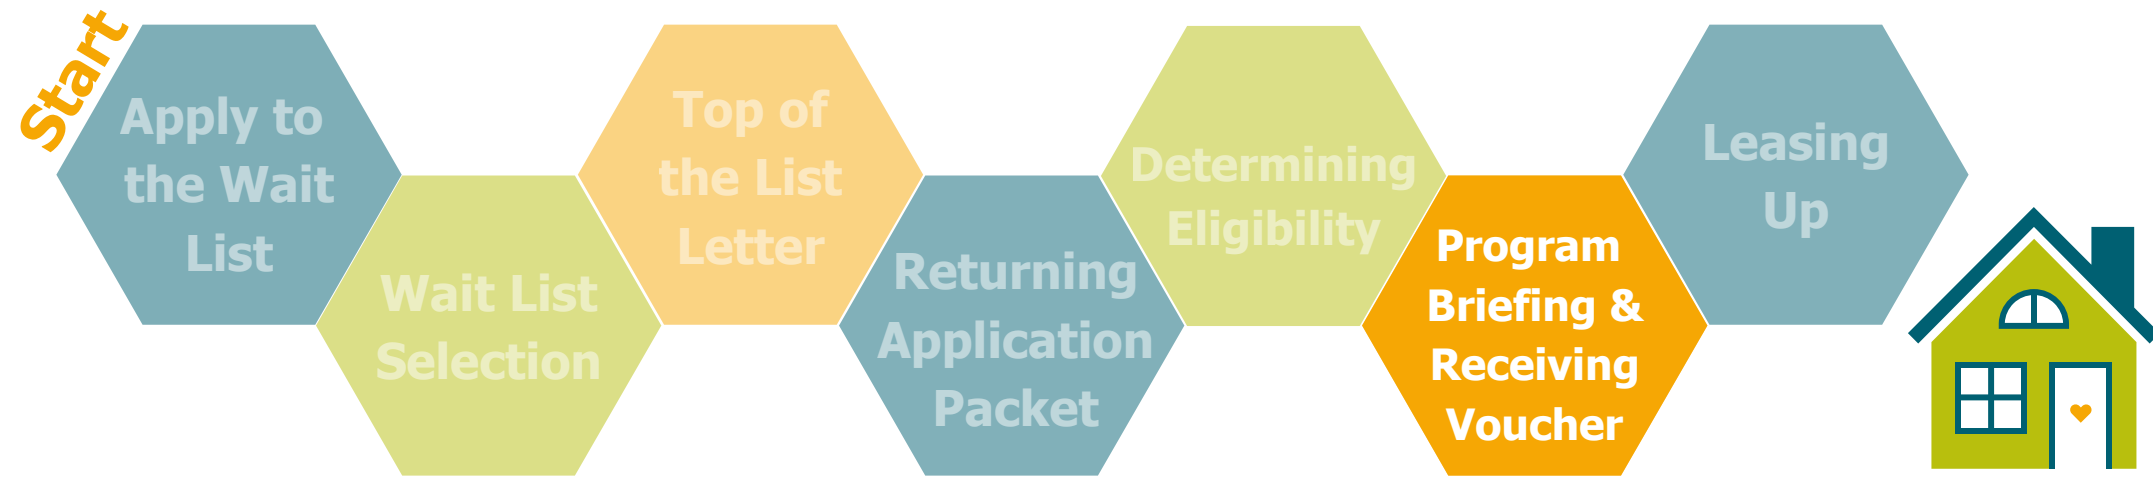 Start
Apply to
the Wait
List
Wait List
Selection
Top of
the List
Letter
Returning
Application
Packet
Determining
Eligibility
Program
Briefing &
Receiving
Voucher
Leasing
Up